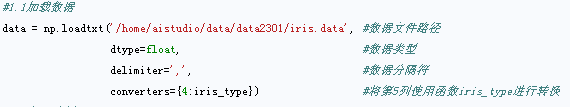 #1.1加载数据
data = np.loadtxt('/home/aistudio/data/data2301/iris.data', #数据文件路径
dtype=float, #数据类型
delimiter=',', #数据分隔符
converters={4:iris_type}) #将第5列使用函数iris_type进行转换